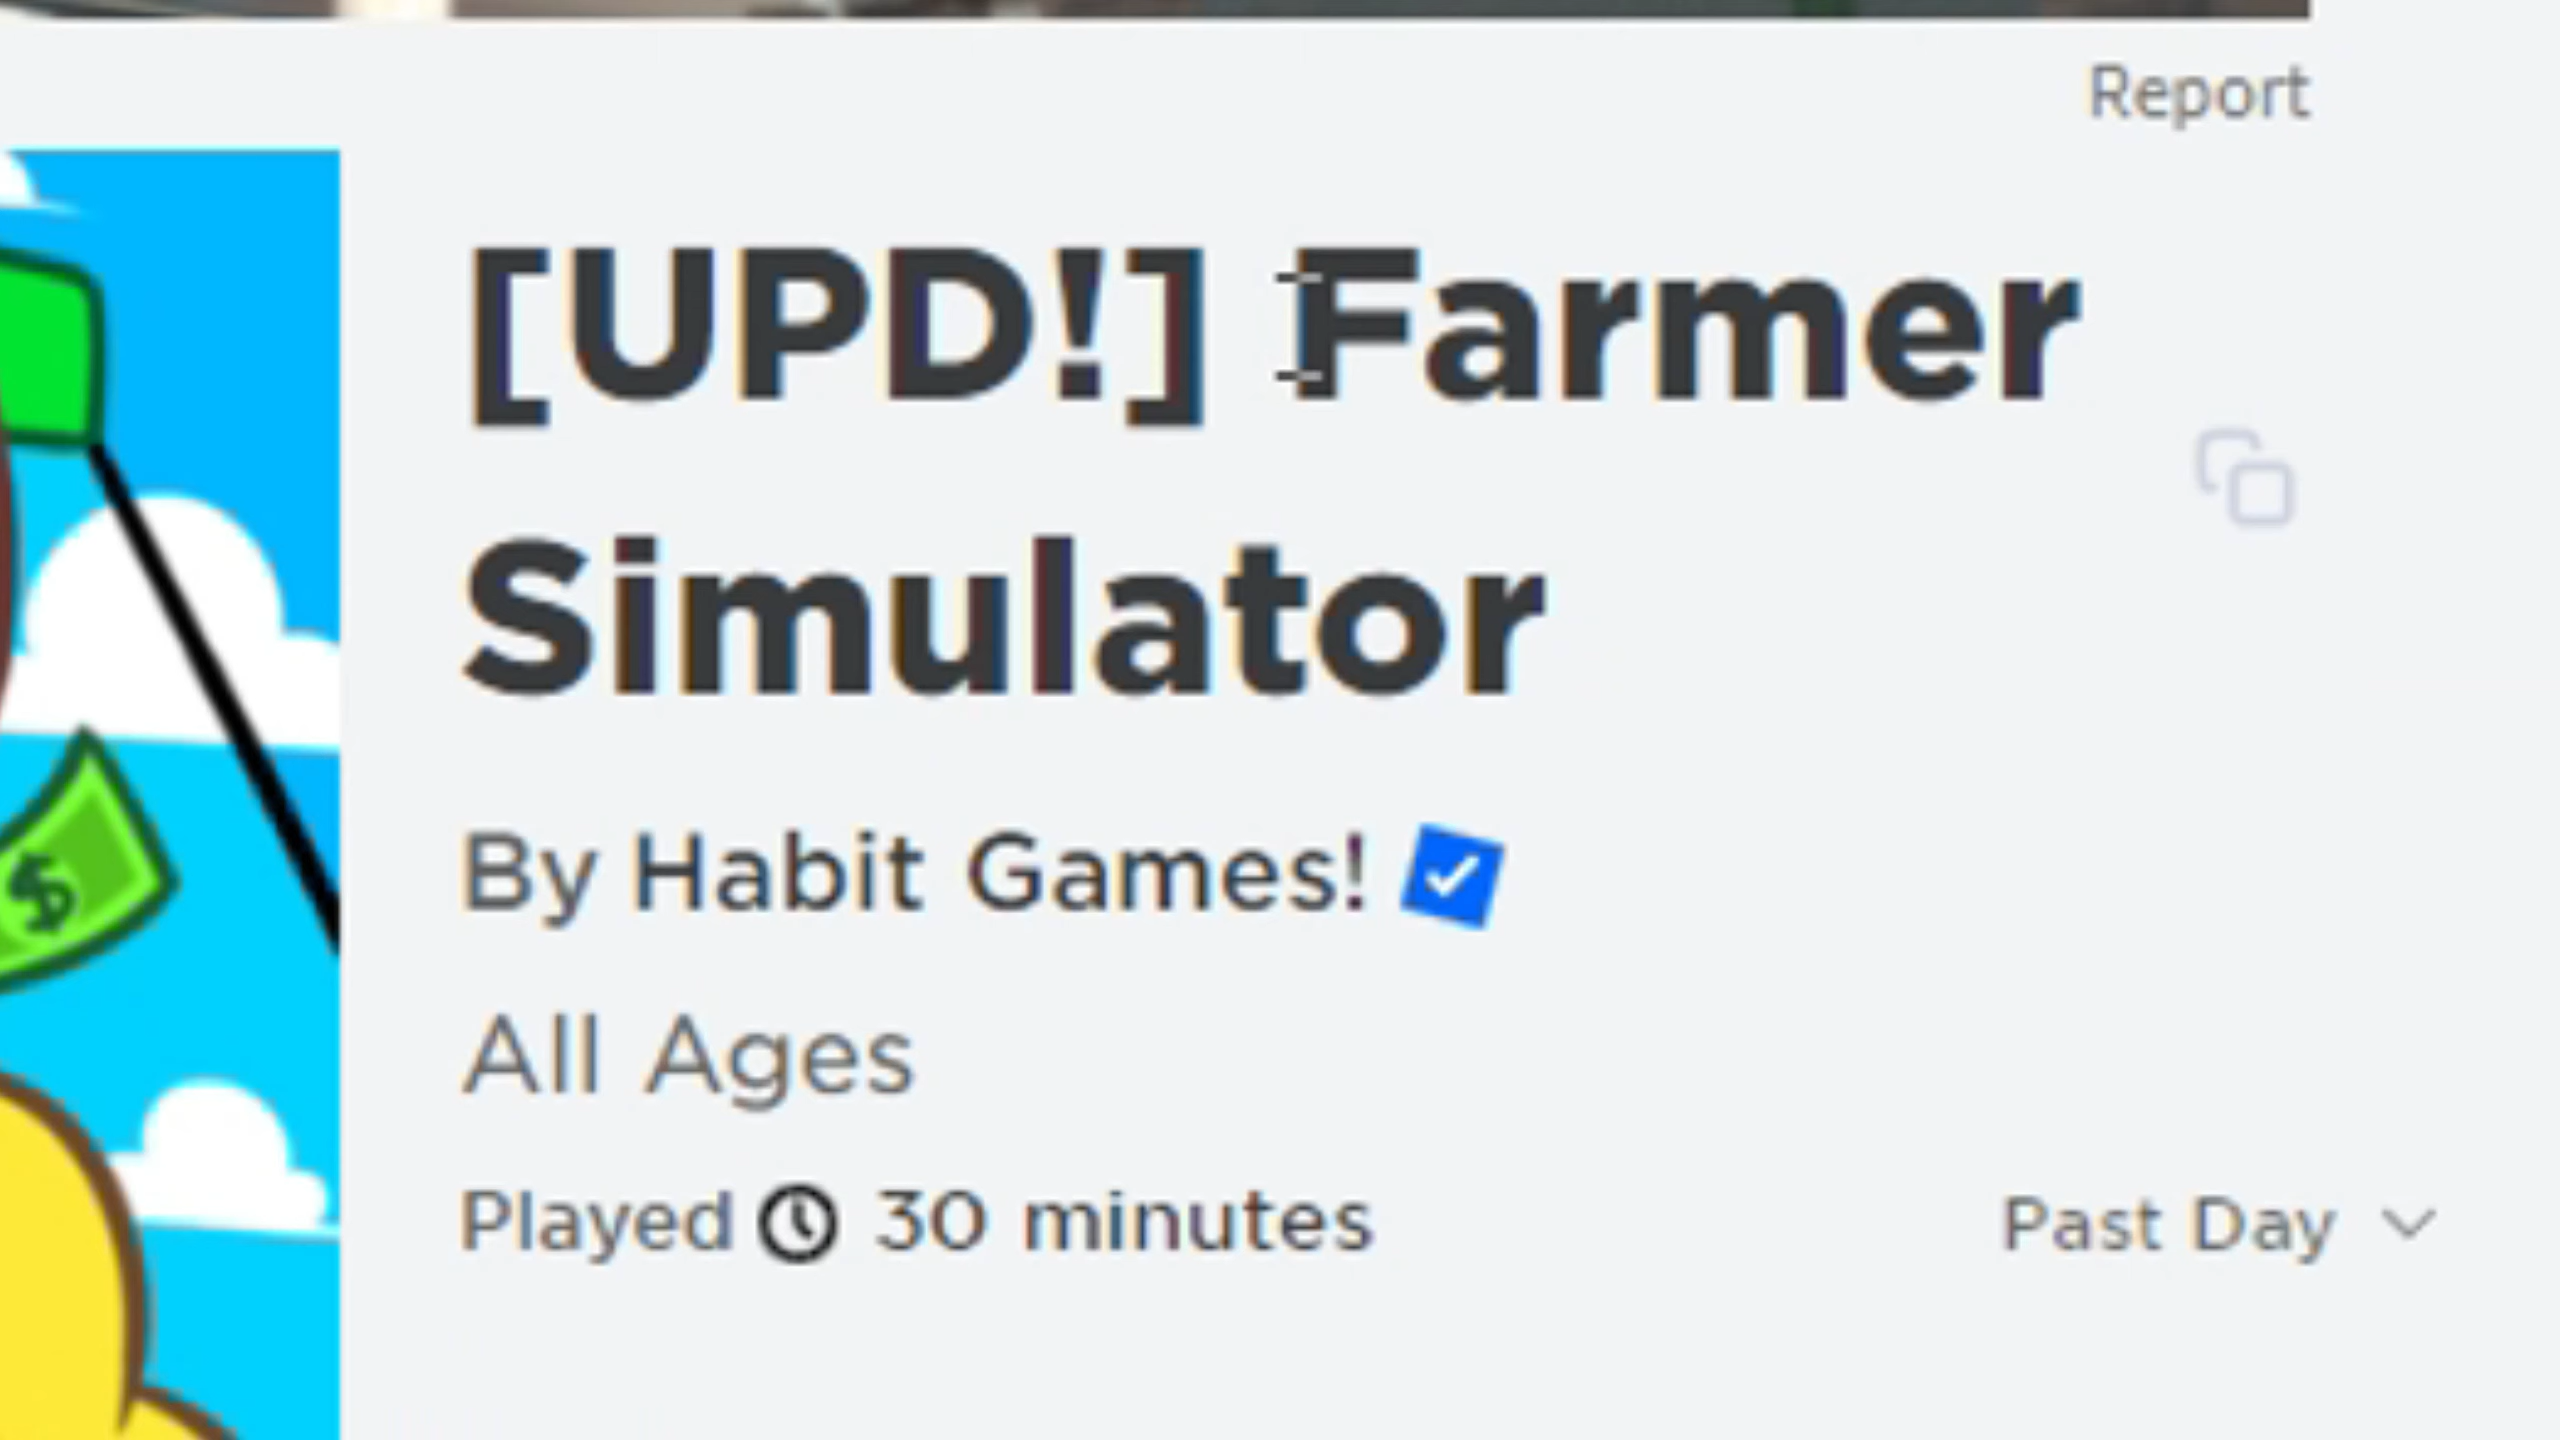 Report
[UPD!] Farmer
Simulator
By Habit Games!
All Ages
Played 30 minutes
Past Day
$